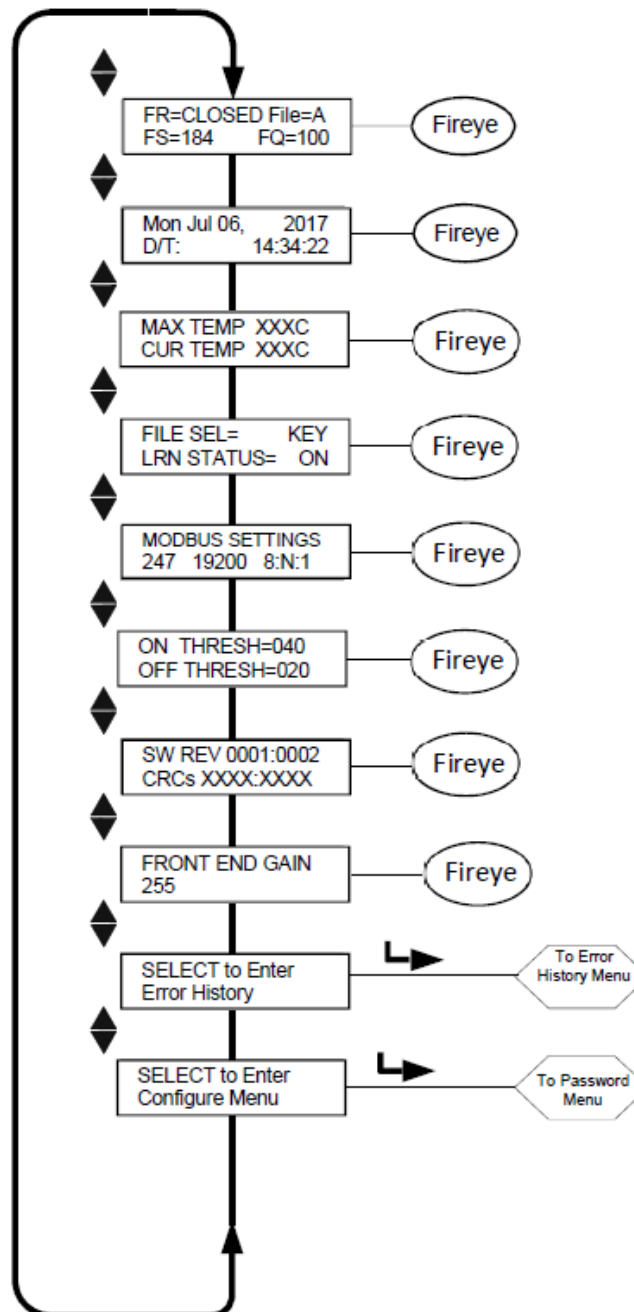 FR=CLOSED File=A
FS=184 FQ=100
Fireye
Mon Jul 06, 2017
D/T: 14:34:22
Fireye
MAX TEMP XXXC
CUR TEMP XXXC
Fireye
FILE SEL= KEY
LRN STATUS= ON
Fireye
MODBUS SETTINGS
247 19200 8:N:1
Fireye
ON THRESH=040
OFF THRESH=020
Fireye
SW REV 0001:0002
CRCs XXXX:XXXX
Fireye
FRONT END GAIN
255
Fireye
SELECT to Enter
Error History
To Error
History Menu
SELECT to Enter
Configure Menu
To Password
Menu